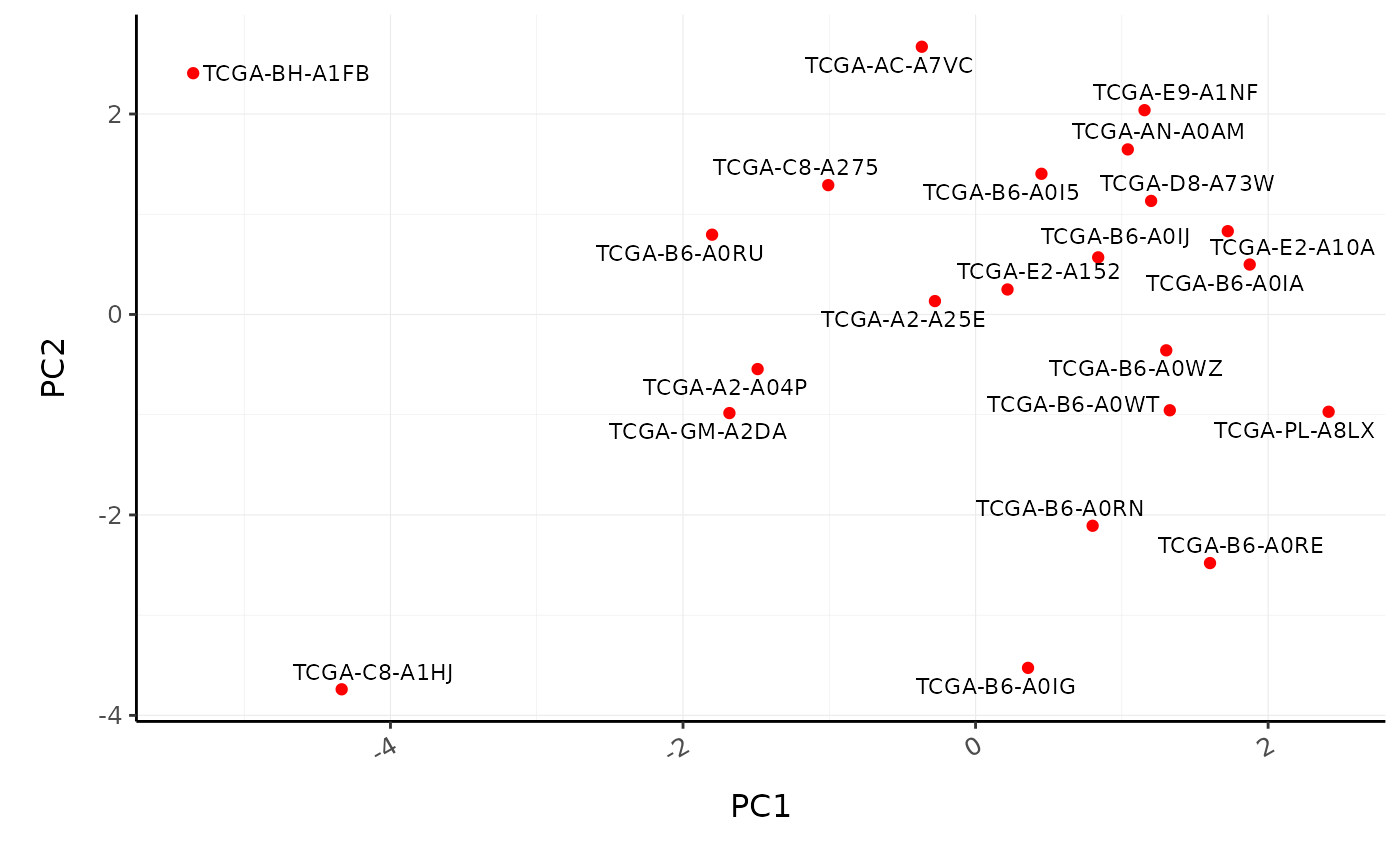 TCGA-AC-A7VC
TCGA-BH-A1FB
TCGA-E9-A1NF
2
TCGA-AN-A0AM
TCGA-C8-A275
TCGA-D8-A73W
TCGA-B6-A0I5
TCGA-B6-A0IJ
TCGA-E2-A10A
TCGA-B6-A0RU
TCGA-E2-A152
TCGA-B6-A0IA
0
TCGA-A2-A25E
PC2
TCGA-B6-A0WZ
TCGA-A2-A04P
TCGA-B6-A0WT
TCGA-GM-A2DA
TCGA-PL-A8LX
-2
TCGA-B6-A0RN
TCGA-B6-A0RE
TCGA-C8-A1HJ
TCGA-B6-A0IG
-4
-4 -2 0 2
PC1